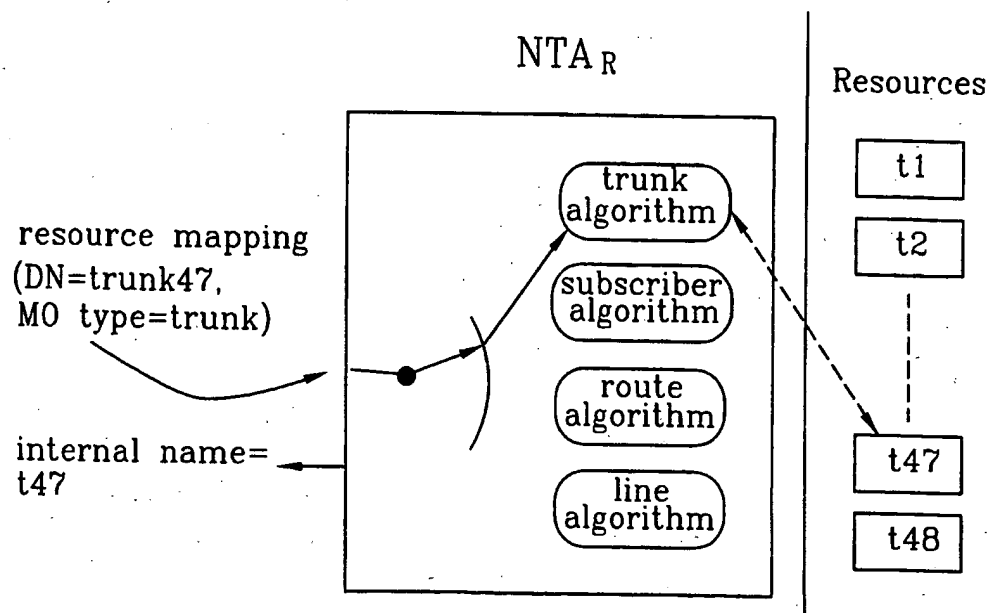 NTA R
Resources
resource mapping
(DN=trunk47,
MO type=trunk)
internal name=
t47
trunk
algorithm
subscriber
algorithm
route
algorithm
line
algorithm
t1
t2
t47
t48